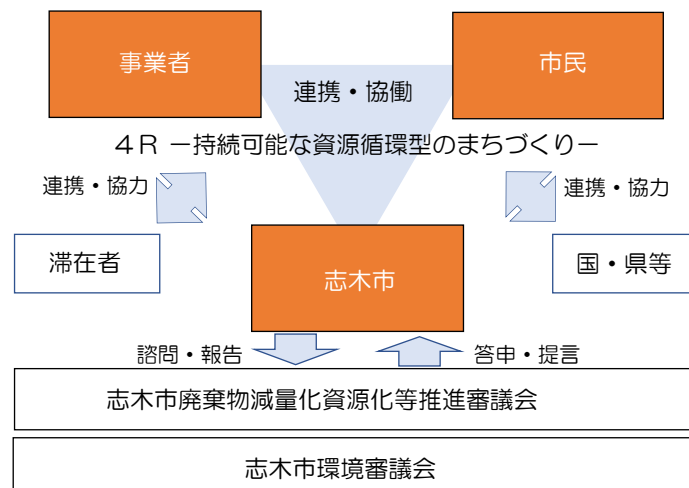 事業者
市民
連携・協働
４Ｒ －持続可能な資源循環型のまちづくり－
連携・協力
連携・協力
滞在者
志木市
国・県等
諮問・報告
答申・提言
志木市廃棄物減量化資源化等推進審議会
志木市環境審議会